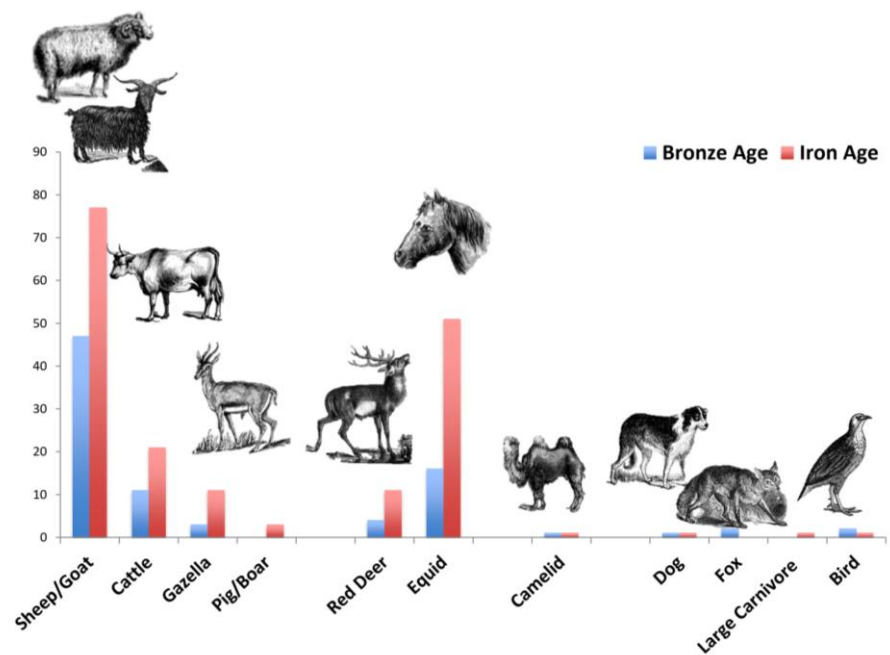 Bronze Age
Iron Age
90
80
70
60
50
40
30
20
10
0
Sheep/Goat
Cattle
Gazella
Pig/Boar
Red Deer
Equid
Camelid
Dog
Fox
Large Carnivore
Bird